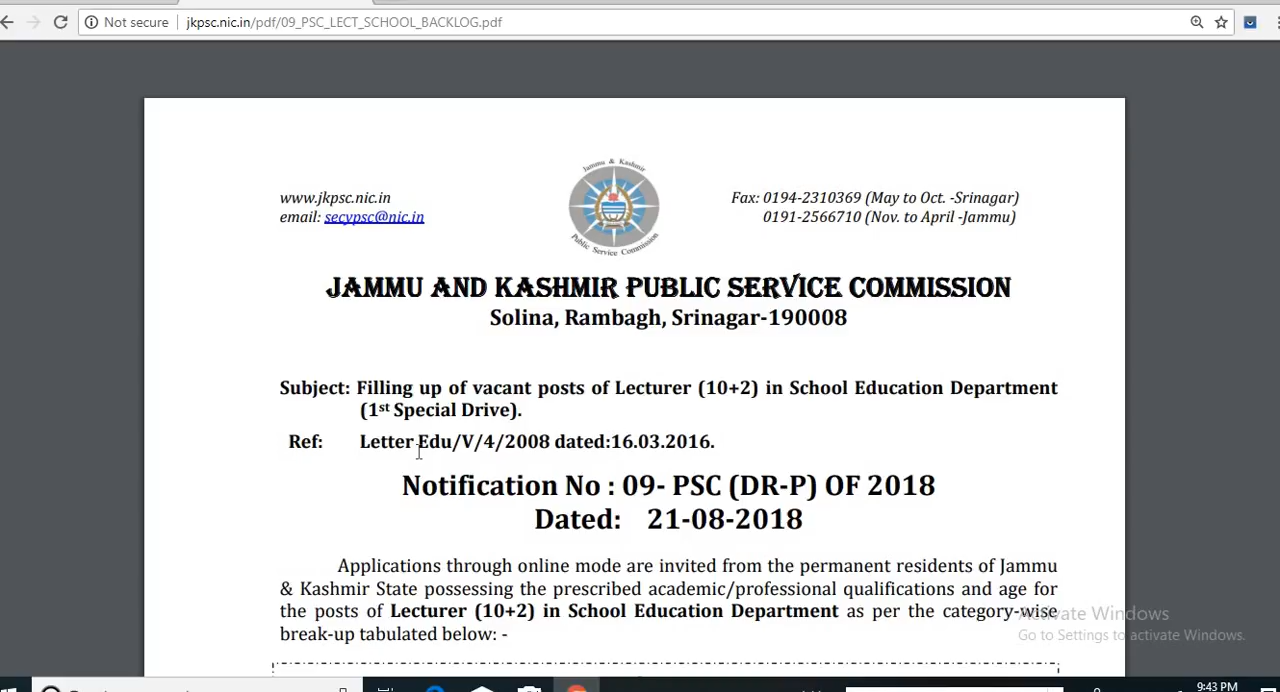 Not secure jkpsc.nic.in/pdf/09_PSC_LECT_SCHOOL_BACKLOG.pdf
Jammu & Kashmir
Public Service Commission
www.jkpsc.nic.in
email: secypsc@nic.in
Fax: 0194-2310369 (May to Oct. -Srinagar)
0191-2566710 (Nov. to April -Jammu)
JAMMU AND KASHMIR PUBLIC SERVICE COMMISSION
Solina, Rambagh, Srinagar-190008
Subject: Filling up of vacant posts of Lecturer (10+2) in School Education Department
(1st Special Drive).
Ref: Letter Edu/V/4/2008 dated:16.03.2016.
Notification No : 09- PSC (DR-P) OF 2018
Dated: 21-08-2018
Applications through online mode are invited from the permanent residents of Jammu
& Kashmir State possessing the prescribed academic/professional qualifications and age for
the posts of Lecturer (10+2) in School Education Department as per the category-wise
break-up tabulated below: -
Activate Windows
Go to Settings to activate Windows.
9:43 PM